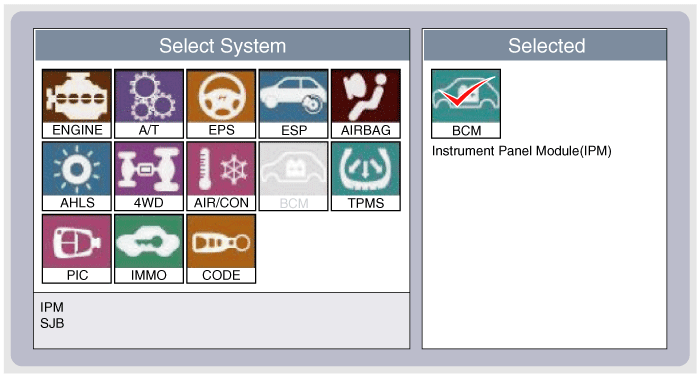 Select System
Selected
ENGINE A/T EPS ESP AIRBAG
AHLS 4WD AIR/CON BCM TPMS
PIC IMMO CODE
IPM
SJB
BCM
Instrument Panel Module(IPM)